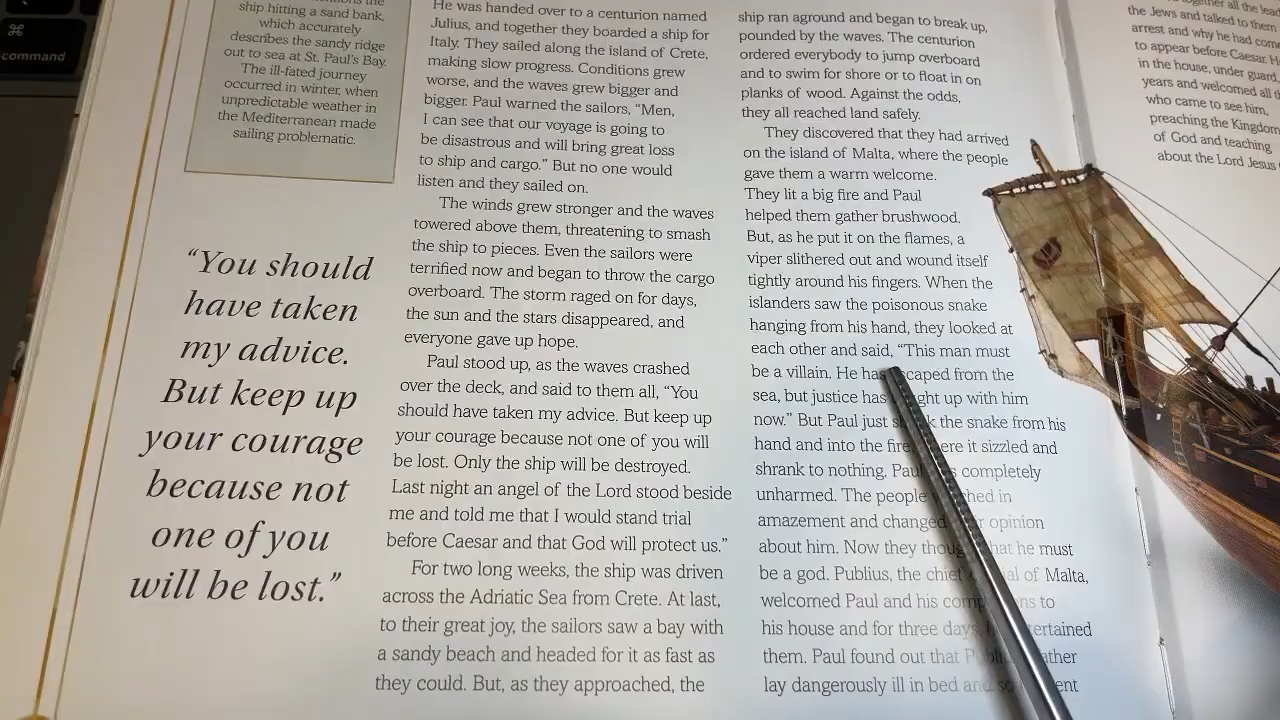 ⌘
command
ship hitting a sand bank,
which accurately
describes the sandy ridge
out to sea at St. Paul's Bay.
The ill-fated journey
occurred in winter, when
unpredictable weather in
the Mediterranean made
sailing problematic.
“You should
have taken
my advice.
But keep up
your courage
because not
one of you
will be lost.”
He was handed over to a centurion named
Julius, and together they boarded a ship for
Italy. They sailed along the island of Crete,
making slow progress. Conditions grew
worse, and the waves grew bigger and
bigger. Paul warned the sailors, “Men,
I can see that our voyage is going to
be disastrous and will bring great loss
to ship and cargo.” But no one would
listen and they sailed on.
The winds grew stronger and the waves
towered above them, threatening to smash
the ship to pieces. Even the sailors were
terrified now and began to throw the cargo
overboard. The storm raged on for days,
the sun and the stars disappeared, and
everyone gave up hope.
Paul stood up, as the waves crashed
over the deck, and said to them all, “You
should have taken my advice. But keep up
your courage because not one of you will
be lost. Only the ship will be destroyed.
Last night an angel of the Lord stood beside
me and told me that I would stand trial
before Caesar and that God will protect us.”
For two long weeks, the ship was driven
across the Adriatic Sea from Crete. At last,
to their great joy, the sailors saw a bay with
a sandy beach and headed for it as fast as
they could. But, as they approached, the
ship ran aground and began to break up,
pounded by the waves. The centurion
ordered everybody to jump overboard
and to swim for shore or to float in on
planks of wood. Against the odds,
they all reached land safely.
They discovered that they had arrived
on the island of Malta, where the people
gave them a warm welcome.
They lit a big fire and Paul
helped them gather brushwood.
But, as he put it on the flames, a
viper slithered out and wound itself
tightly around his fingers. When the
islanders saw the poisonous snake
hanging from his hand, they looked at
each other and said, “This man must
be a villain. He has from the
sea, but justice has up with him
now.” But Paul just the snake from his
hand and into the fire, sizzled and
shrank to nothing. completely
unharmed. The people in
amazement and changed opinion
about him. Now they that he must
be a god. Publius, the chief of Malta,
welcomed Paul and his to
his house and for three days
them. Paul found out that
lay dangerously ill in bed and
together all the
the Jews and talked to them
arrest and why he had
to appear before Caesar.
in the house, under guard,
years and welcomed all
who came to see him,
preaching the Kingdom
of God and teaching
about the Lord Jesus